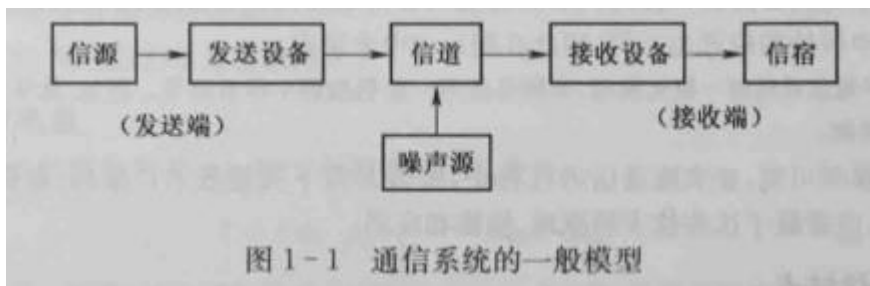 信源 发送设备 信道 接收设备 信宿
（发送端） （接收端）
噪声源
图1-1 通信系统的一般模型